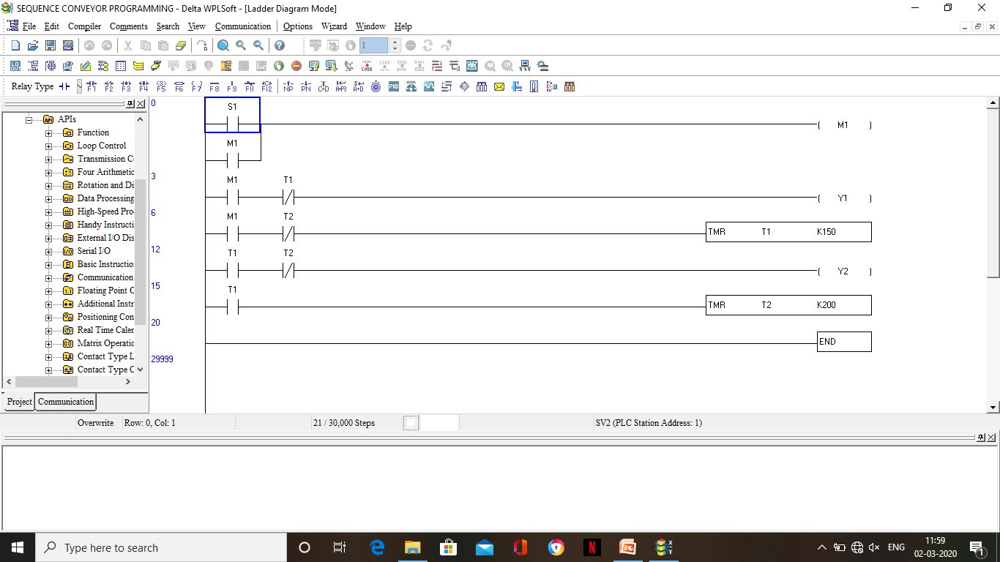 SEQUENCE CONVEYOR PROGRAMMING - Delta WPLSoft - [Ladder Diagram Mode]
File Edit Compiler Comments Search View Communication Options Wizard Window Help
1
Relay Type
F1 F2 F3 F4 F5 F6 F7 F8 F9 F11 F12 NP PN
PID
APIs
Function
Loop Control
Transmission C
Four Arithmetic
Rotation and Di
Data Processing
High-Speed Pro
Handy Instructi
External I/O Dis
Serial I/O
Basic Instructio
Communication
Floating Point C
Additional Instr
Positioning Con
Real Time Caler
Matrix Operatic
Contact Type L
Contact Type C
Project Communication
0
S1
M1
M1
3
M1 T1
Y1
6
M1 T2
TMR T1 K150
12
T1 T2
Y2
15
T1
TMR T2 K200
20
END
29999
Overwrite Row: 0, Col: 1 21 / 30,000 Steps SV2 (PLC Station Address: 1)
Type here to search
ENG
11:59
02-03-2020
1